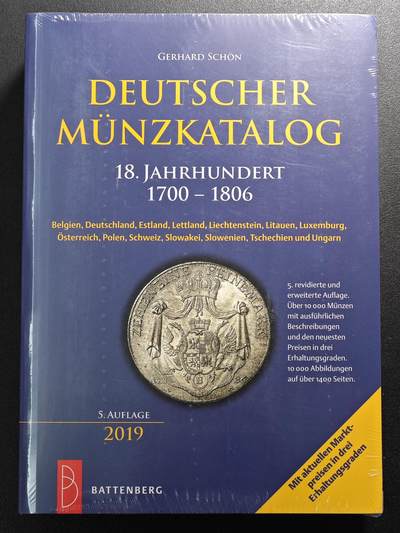 GERHARD SCHÖN
DEUTSCHER
MÜNZKATALOG
18. JAHRHUNDERT
1700 – 1806
Belgien, Deutschland, Estland, Lettland, Liechtenstein, Litauen, Luxemburg,
Österreich, Polen, Schweiz, Slowakei, Slowenien, Tschechien und Ungarn
5. revidierte und
erweiterte Auflage.
Über 10 000 Münzen
mit ausführlichen
Beschreibungen
und den neuesten
Preisen in drei
Erhaltungsgraden.
10 000 Abbildungen
auf über 1400 Seiten.
5. AUFLAGE
2019
Mit aktuellen Markt-
preisen in drei
Erhaltungsgraden
BATTENBERG